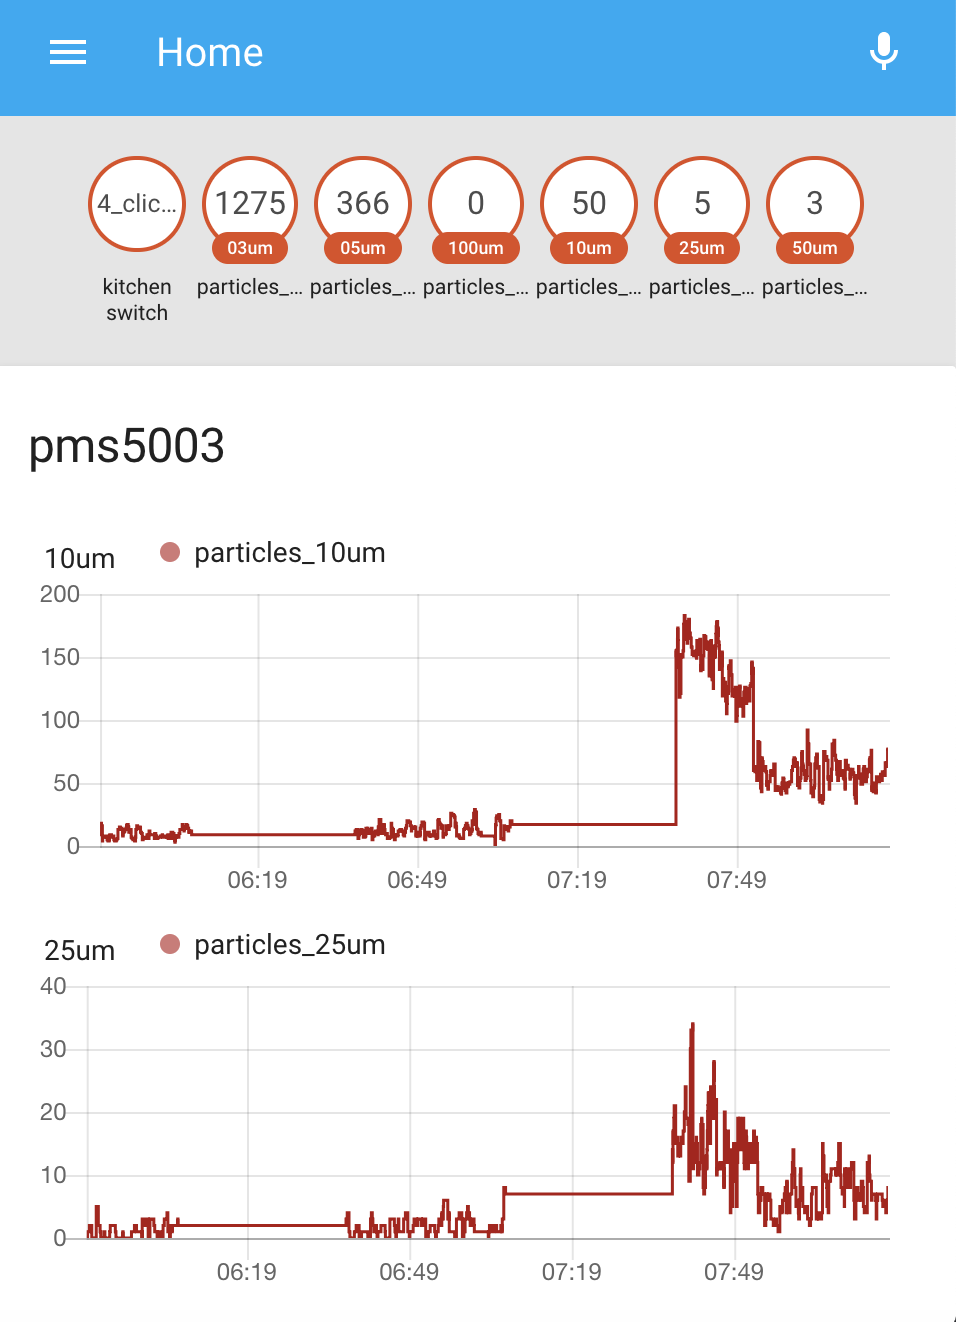 Home
4_clic... 1275 366 0 50 5 3
03um 05um 100um 10um 25um 50um
kitchen switch particles_... particles_... particles_... particles_... particles_... particles_...
pms5003
10um particles_10um
200
150
100
50
0
06:19 06:49 07:19 07:49
25um particles_25um
40
30
20
10
0
06:19 06:49 07:19 07:49